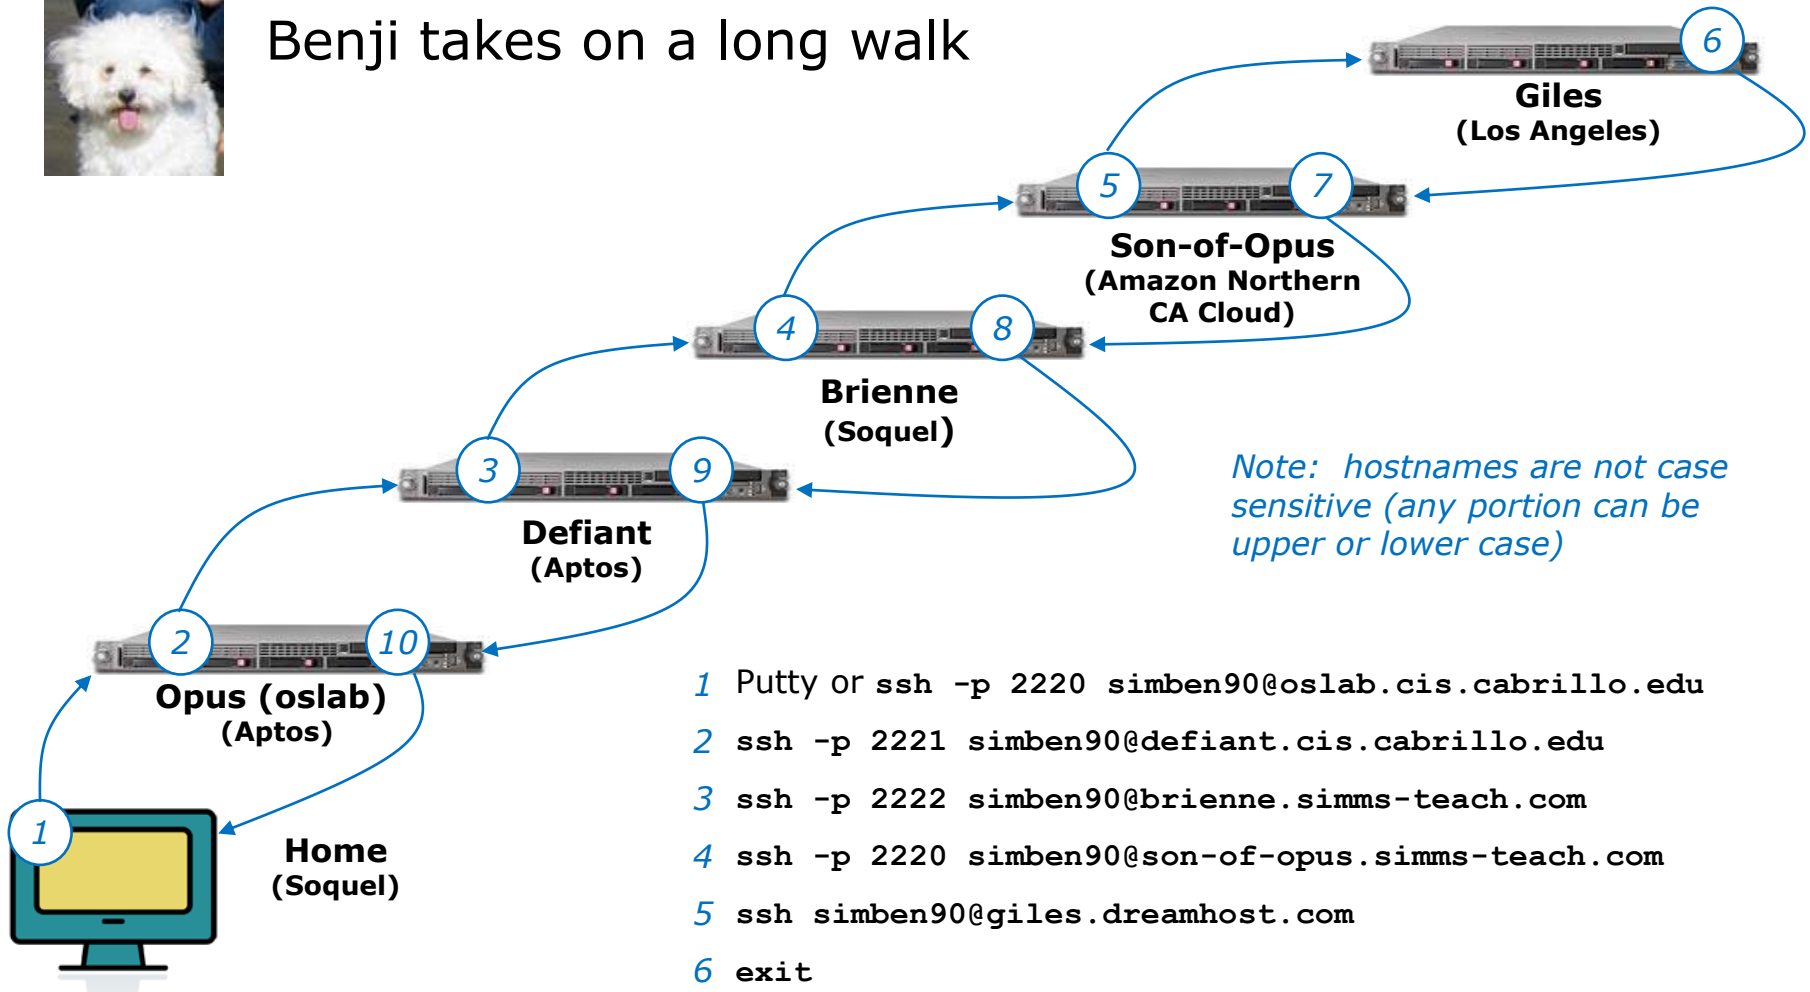 Benji takes on a long walk
6
Giles
(Los Angeles)
5
7
Son-of-Opus
(Amazon Northern
CA Cloud)
4
8
Brienne
(Soquel)
3
9
Defiant
(Aptos)
Note: hostnames are not case
sensitive (any portion can be
upper or lower case)
2
10
Opus (oslab)
(Aptos)
1
Home
(Soquel)
1 Putty or ssh -p 2220 simben90@oslab.cis.cabrillo.edu
2 ssh -p 2221 simben90@defiant.cis.cabrillo.edu
3 ssh -p 2222 simben90@brienne.simms-teach.com
4 ssh -p 2220 simben90@son-of-opus.simms-teach.com
5 ssh simben90@giles.dreamhost.com
6 exit